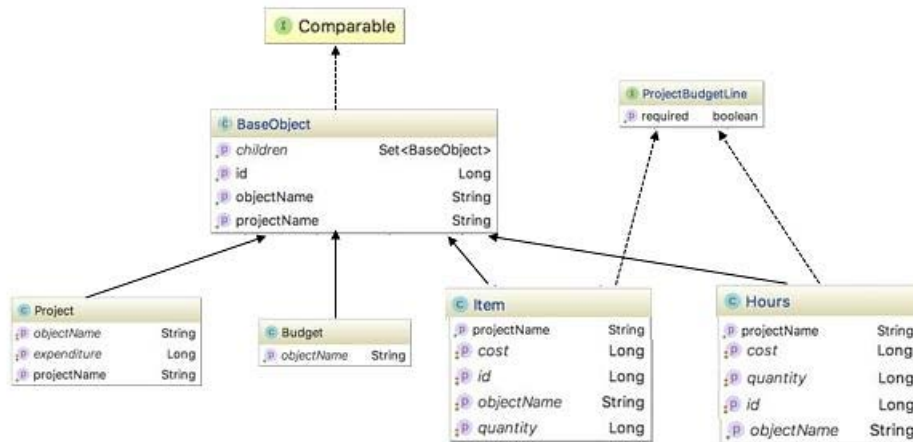 Comparable
ProjectBudgetLine
required boolean
BaseObject
children Set<BaseObject>
id Long
objectName String
projectName String
Project
objectName String
expenditure Long
projectName String
Budget
objectName String
Item
projectName String
cost Long
id Long
objectName String
quantity Long
Hours
projectName String
cost Long
quantity Long
id Long
objectName String